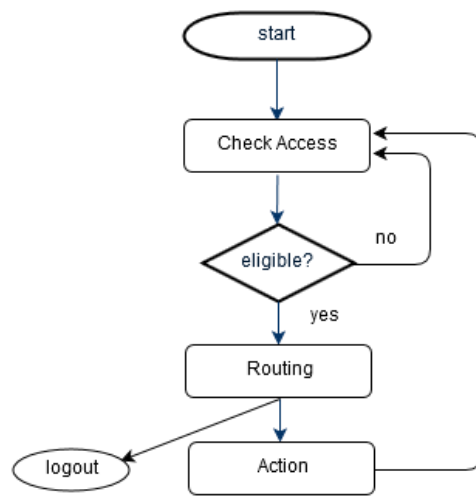 start
Check Access
eligible?
no
yes
Routing
logout
Action